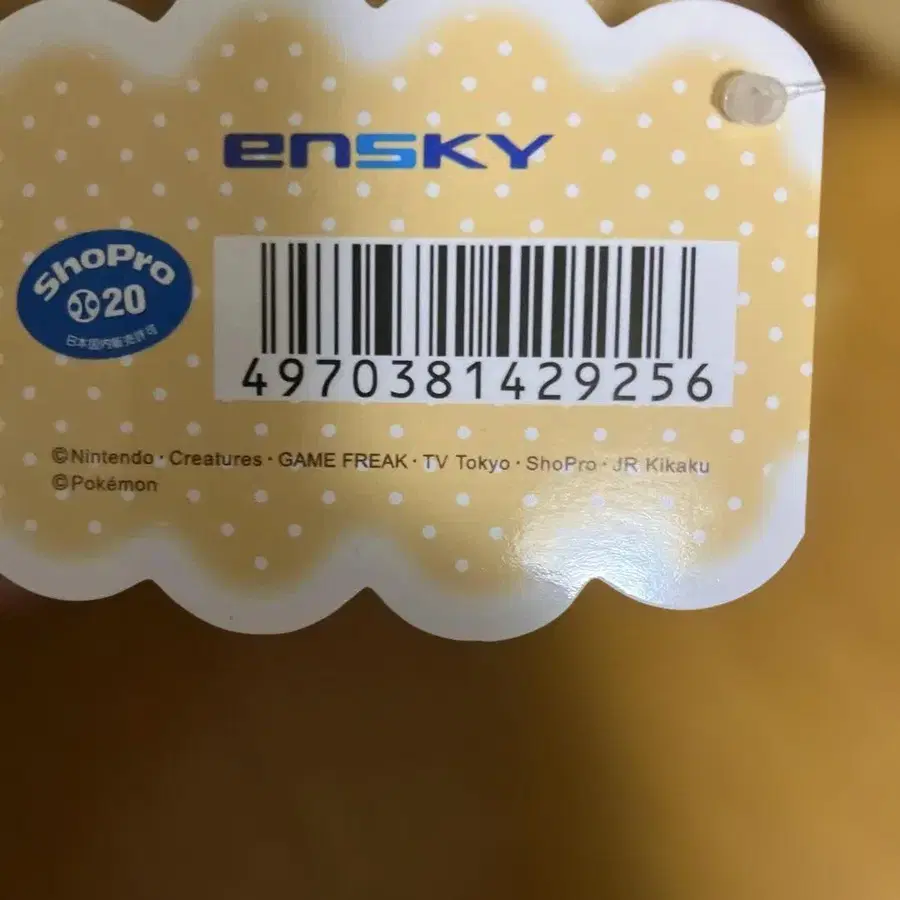 ensky
ShoPro
20
日本国内販売許可
4970381429256
©Nintendo · Creatures · GAME FREAK · TV Tokyo · ShoPro · JR Kikaku
©Pokémon